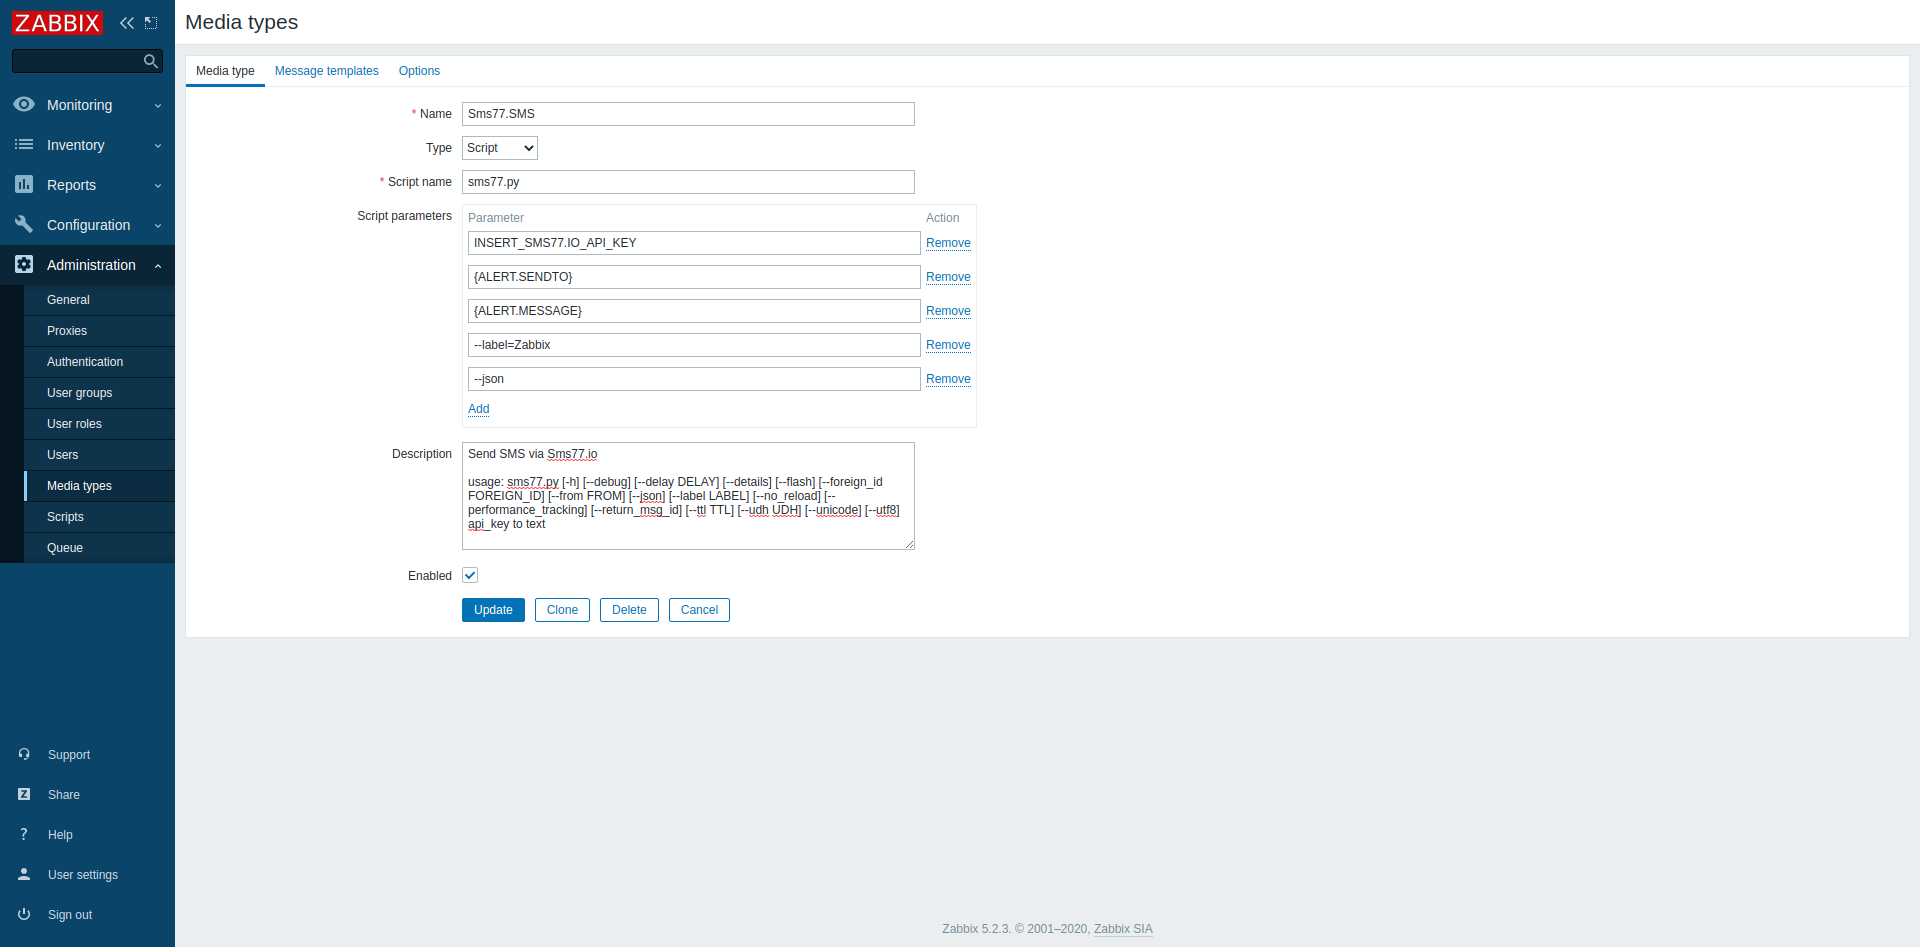 ZABBIX
Media types
Monitoring
Inventory
Reports
Configuration
Administration
General
Proxies
Authentication
User groups
User roles
Users
Media types
Scripts
Queue
Support
Share
Help
User settings
Sign out
Media type Message templates Options
* Name Sms77.SMS
Type Script
* Script name sms77.py
Script parameters Parameter Action
INSERT_SMS77.IO_API_KEY Remove
{ALERT.SENDTO} Remove
{ALERT.MESSAGE} Remove
--label=Zabbix Remove
--json Remove
Add
Description Send SMS via Sms77.io
usage: sms77.py [-h] [--debug] [--delay DELAY] [--details] [--flash] [--foreign_id
FOREIGN_ID] [--from FROM] [--json] [--label LABEL] [--no_reload] [--
performance_tracking] [--return_msg_id] [--ttl TTL] [--udh UDH] [--unicode] [--utf8]
api_key to text
Enabled
Update Clone Delete Cancel
Zabbix 5.2.3. © 2001–2020, Zabbix SIA